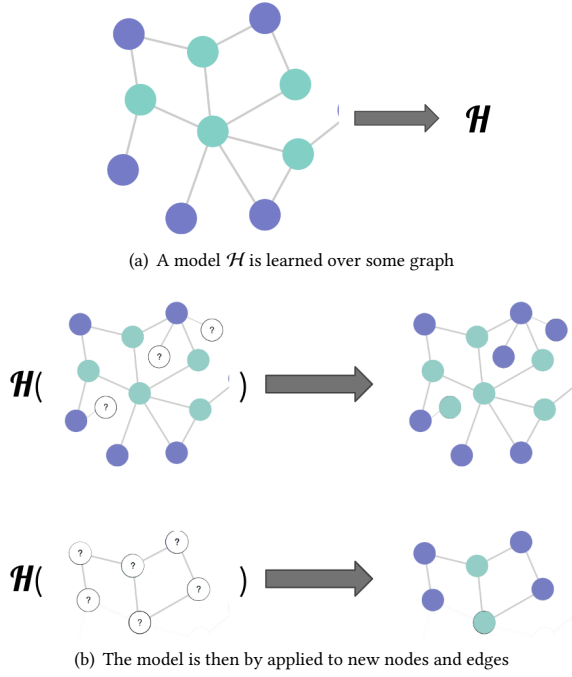 𝓗
(a) A model 𝓗 is learned over some graph
?
?
𝓗( )
?
?
?
𝓗( ? )
?
?
?
(b) The model is then by applied to new nodes and edges